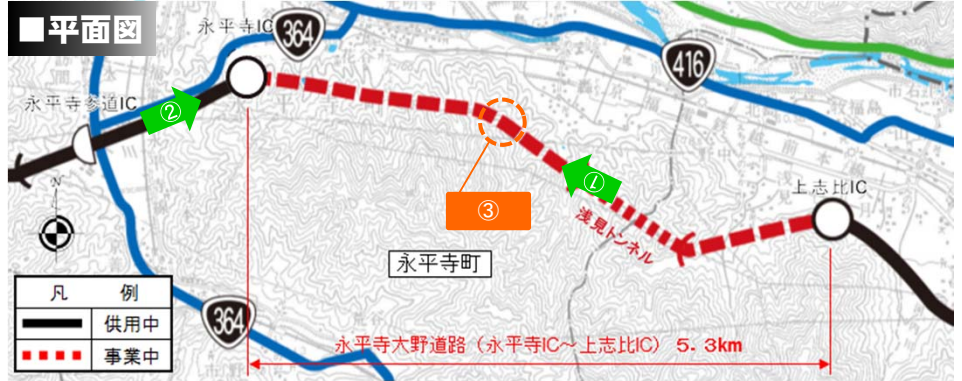 ■平面図
永平寺IC
364
416
永平寺参道IC
②
①
③
上志比IC
浅見トンネル
N
永平寺町
凡 例
供用中
事業中
364
永平寺大野道路（永平寺IC～上志比IC） 5.3km